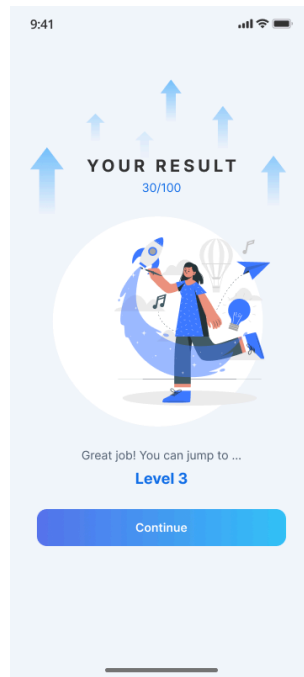 9:41
YOUR RESULT
30/100
Great job! You can jump to ...
Level 3
Continue